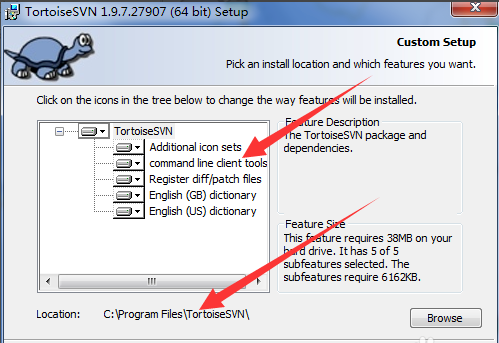 TortoiseSVN 1.9.7.27907 (64 bit) Setup
Custom Setup
Pick an install location and which features you want.
Click on the icons in the tree below to change the way features will be installed.
TortoiseSVN
Additional icon sets
command line client tools
Register diff/patch files
English (GB) dictionary
English (US) dictionary
Feature Description
The TortoiseSVN package and
dependencies.
Feature Size
This feature requires 38MB on your
hard drive. It has 5 of 5
subfeatures selected. The
subfeatures require 6162KB.
Location: C:\Program Files\TortoiseSVN\
Browse